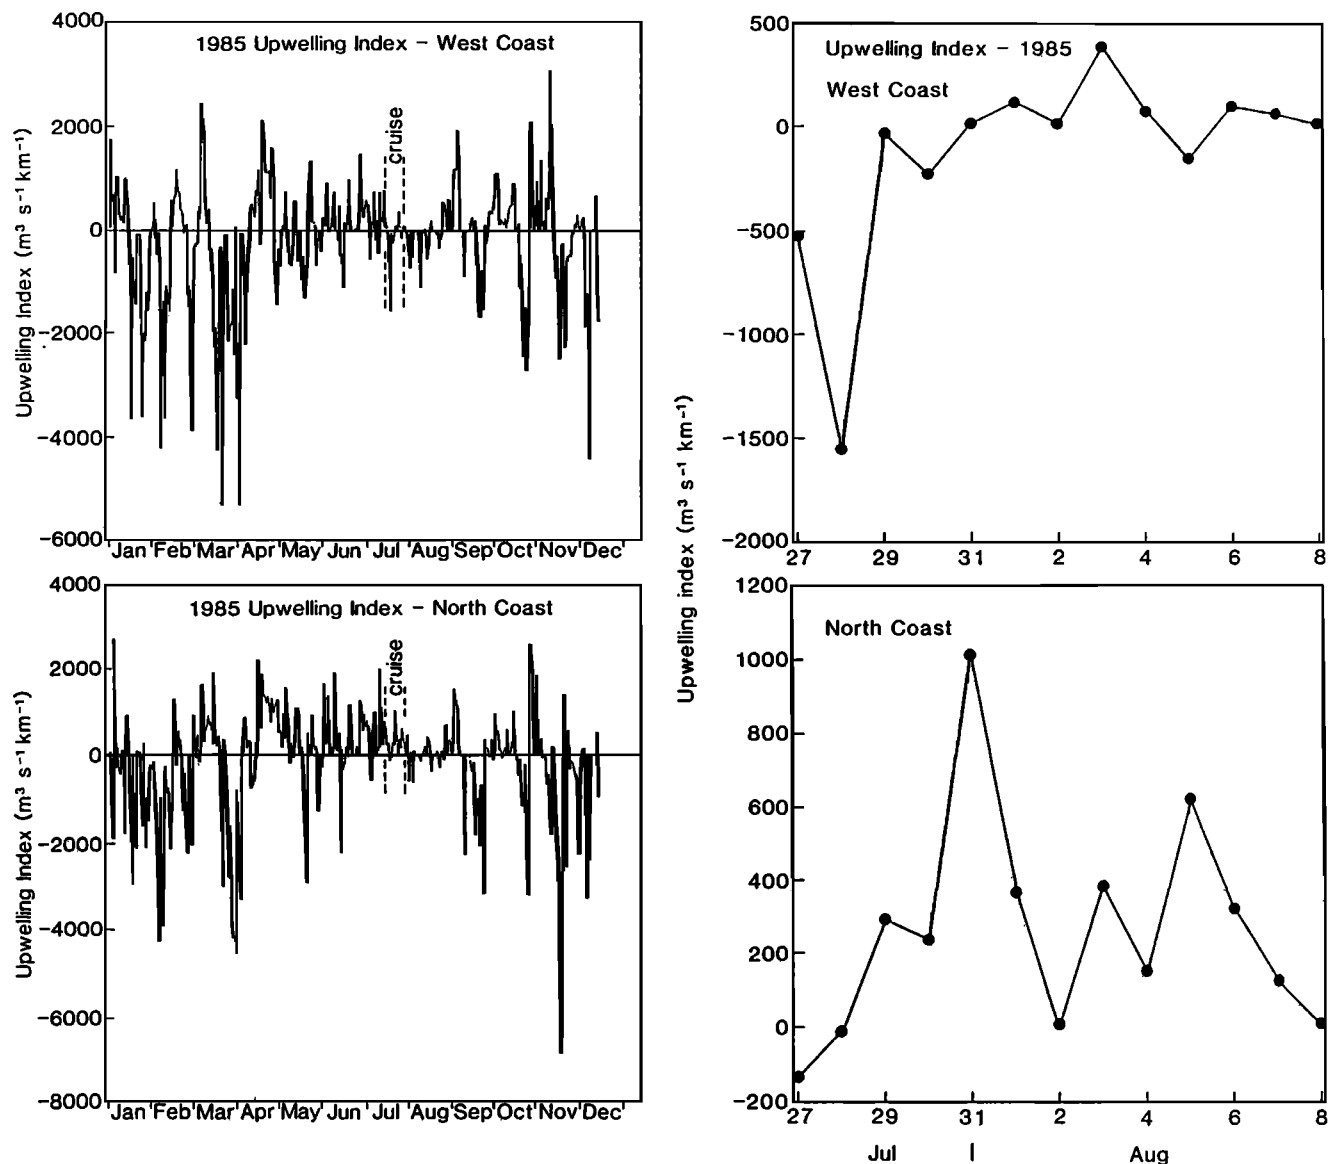 4000
1985 Upwelling Index – West Coast
cruise
2000
0
−2000
−4000
−6000
Upwelling Index (m³ s⁻¹ km⁻¹)
Jan Feb Mar Apr May Jun Jul Aug Sep Oct Nov Dec
4000
1985 Upwelling Index – North Coast
cruise
2000
0
−2000
−4000
−6000
−8000
Upwelling Index (m³ s⁻¹ km⁻¹)
Jan Feb Mar Apr May Jun Jul Aug Sep Oct Nov Dec
500
Upwelling Index – 1985
West Coast
0
−500
−1000
−1500
−2000
27 29 31 2 4 6 8
Upwelling index (m³ s⁻¹ km⁻¹)
1200
North Coast
1000
800
600
400
200
0
−200
27 29 31 2 4 6 8
Jul | Aug